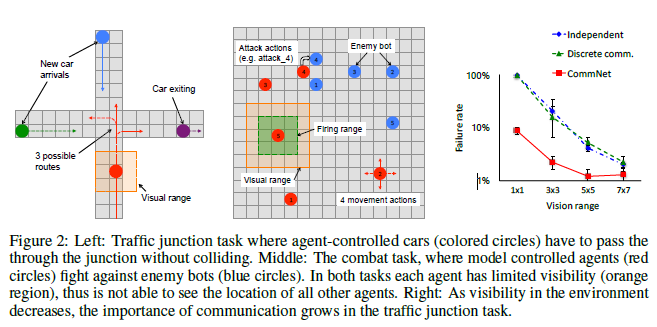 New car
arrivals
Car exiting
3 possible
routes
Visual range
Attack actions
(e.g. attack_4)
Enemy bot
4
4
3
2
3
1
5
5
Firing range
Visual range
2
1
4 movement actions
Independent
Discrete comm.
CommNet
100%
10%
1%
Failure rate
1x1
3x3
5x5
7x7
Vision range
Figure 2: Left: Traffic junction task where agent-controlled cars (colored circles) have to pass the
through the junction without colliding. Middle: The combat task, where model controlled agents (red
circles) fight against enemy bots (blue circles). In both tasks each agent has limited visibility (orange
region), thus is not able to see the location of all other agents. Right: As visibility in the environment
decreases, the importance of communication grows in the traffic junction task.